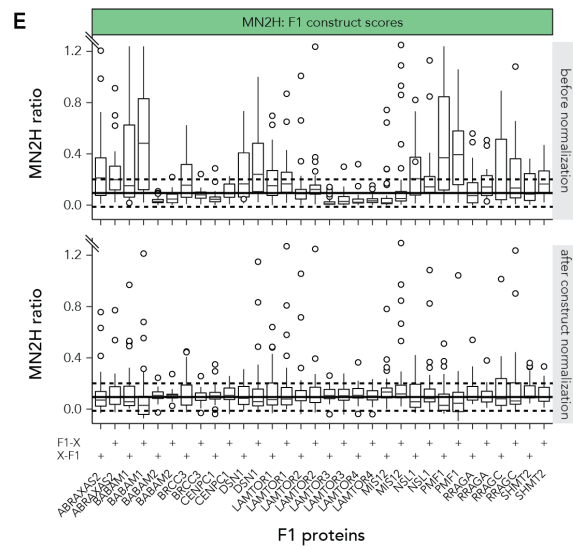 E
MN2H: F1 construct scores
MN2H ratio
1.2
0.8
0.4
0.0
before normalization
MN2H ratio
1.2
0.8
0.4
0.0
after construct normalization
F1-X + + + + + + + + + + + + + + + +
X-F1 + + + + + + + + + + + + + + + +
ABRAXAS2
ABRAXAS2
BABAM1
BABAM1
BABAM2
BABAM2
BRCC3
BRCC3
CENPC1
CENPC1
DSN1
DSN1
LAMTOR1
LAMTOR1
LAMTOR2
LAMTOR2
LAMTOR3
LAMTOR3
LAMTOR4
LAMTOR4
MIS12
MIS12
NSL1
NSL1
PMF1
PMF1
RRAGA
RRAGA
RRAGC
RRAGC
SHMT2
SHMT2
F1 proteins